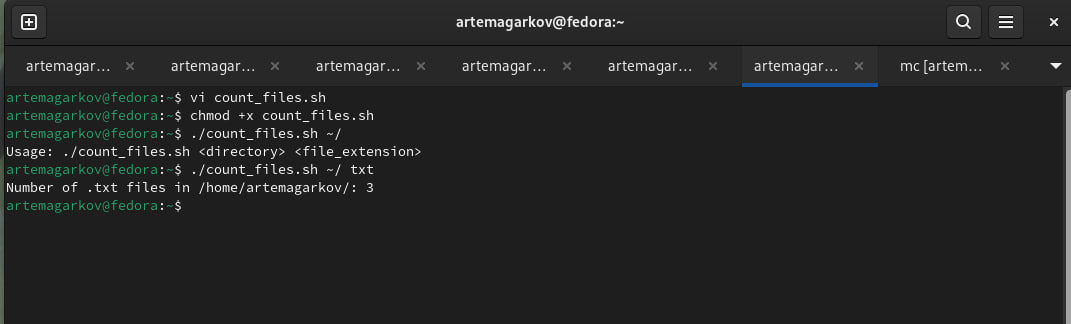 artemagarkov@fedora:~
artemagar... × artemagar... × artemagar... × artemagar... × artemagar... × artemagar... × mc [artem... ×
artemagarkov@fedora:~$ vi count_files.sh
artemagarkov@fedora:~$ chmod +x count_files.sh
artemagarkov@fedora:~$ ./count_files.sh ~/
Usage: ./count_files.sh <directory> <file_extension>
artemagarkov@fedora:~$ ./count_files.sh ~/ txt
Number of .txt files in /home/artemagarkov/: 3
artemagarkov@fedora:~$